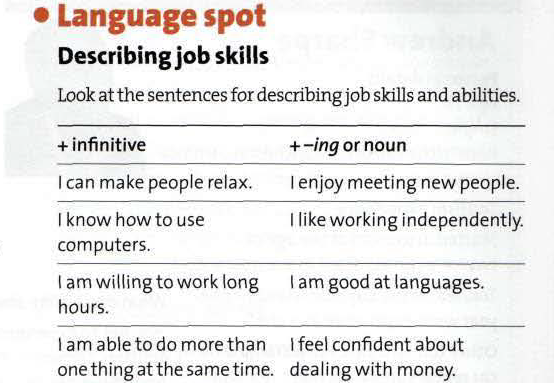 • Language spot
Describing job skills
Look at the sentences for describing job skills and abilities.
+ infinitive + –ing or noun
I can make people relax. I enjoy meeting new people.
I know how to use I like working independently.
computers.
I am willing to work long I am good at languages.
hours.
I am able to do more than I feel confident about
one thing at the same time. dealing with money.